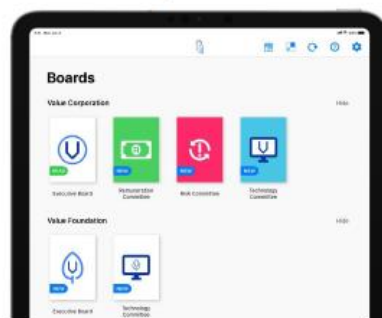 Boards
Value Corporation
Hide
NEW
NEW
NEW
Executive Board
Remuneration Committee
Risk Committee
Technology Committee
Value Foundation
Hide
NEW
NEW
Executive Board
Technology Committee